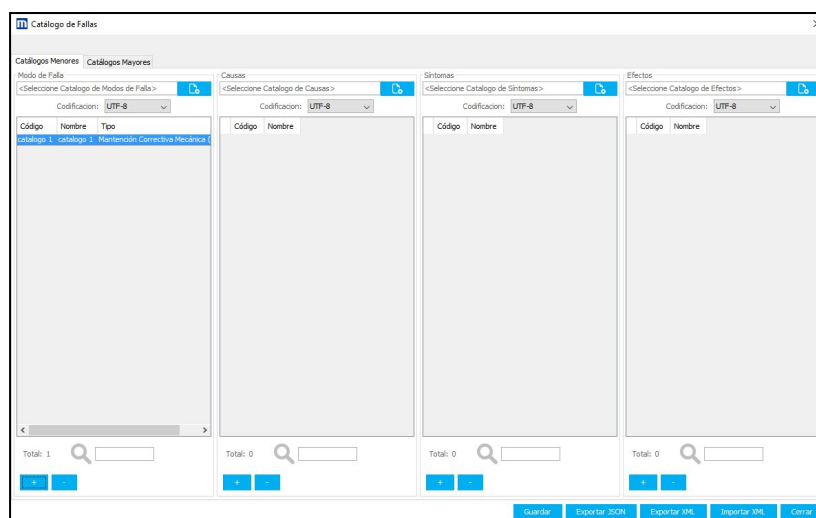 m Catálogo de Fallas
Catálogos Menores Catálogos Mayores
Modo de Falla
<Seleccione Catalogo de Modos de Falla>
Codificacion: UTF-8
Código Nombre Tipo
catalogo 1 catalogo 1 Mantención Correctiva Mecánica (
Total: 1
+ -
Causas
<Seleccione Catalogo de Causas>
Codificacion: UTF-8
Código Nombre
Total: 0
+ -
Síntomas
<Seleccione Catalogo de Síntomas>
Codificacion: UTF-8
Código Nombre
Total: 0
+ -
Efectos
<Seleccione Catalogo de Efectos>
Codificacion: UTF-8
Código Nombre
Total: 0
+ -
Guardar Exportar JSON Exportar XML Importar XML Cerrar